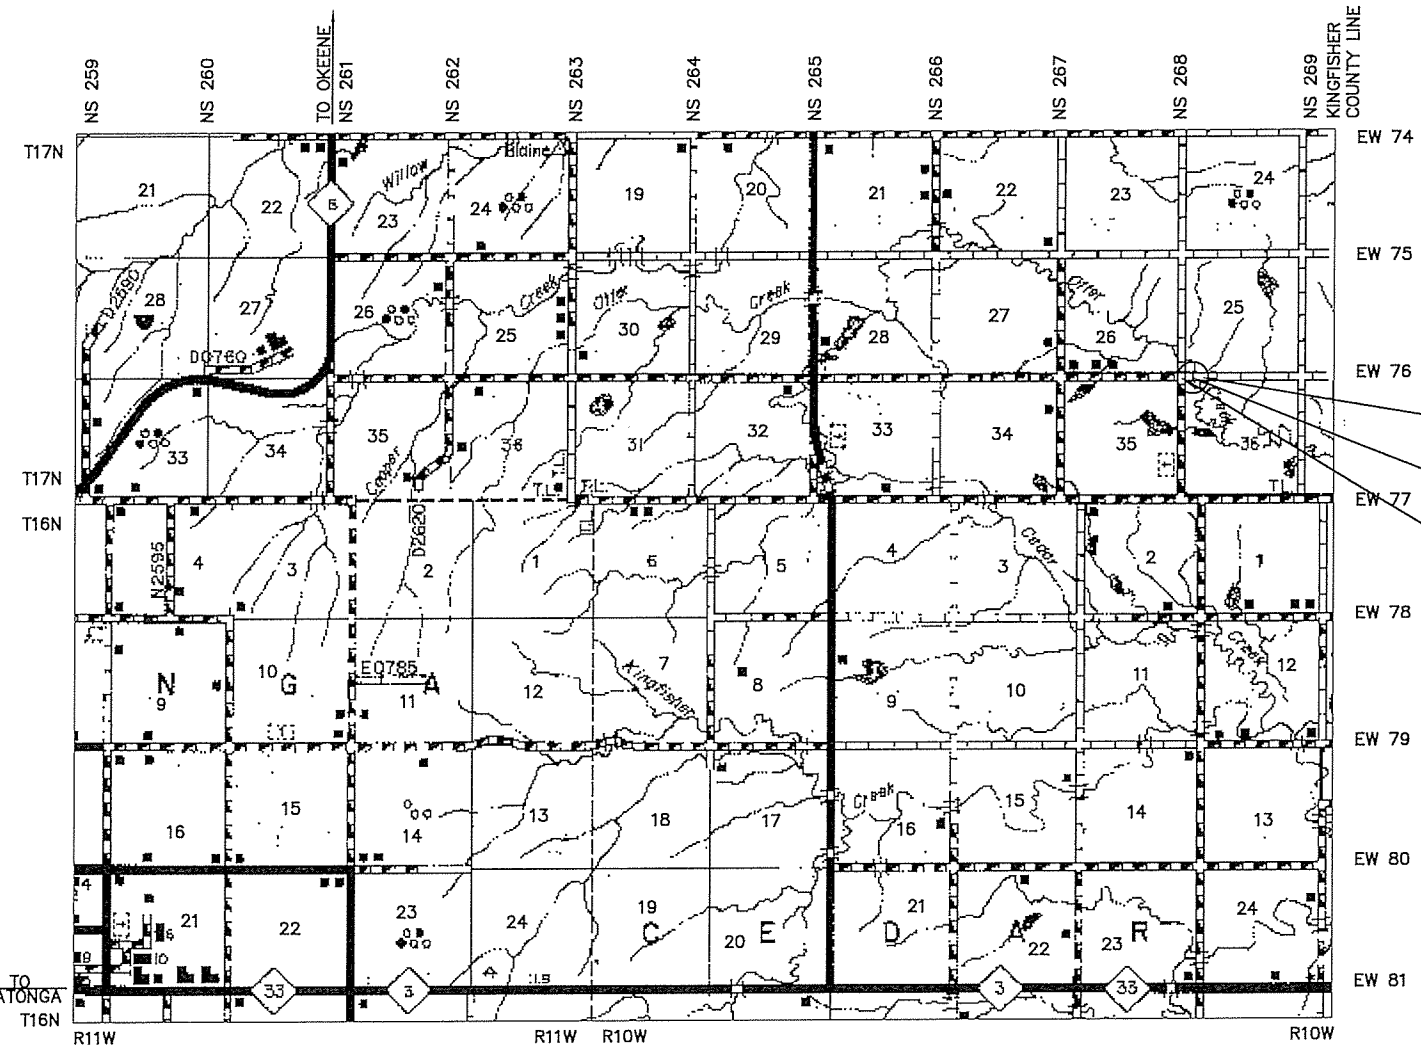 NS 259
NS 260
TO OKEENE
NS 261
NS 262
NS 263
NS 264
NS 265
NS 266
NS 267
NS 268
NS 269
KINGFISHER
COUNTY LINE
T17N
EW 74
Blaine
Willow
21
22
23
24
19
20
21
22
23
24
EW 75
D2590
28
27
26
Creek
25
Otter
30
Creek
29
28
27
Otter
26
25
D0760
EW 76
33
34
35
Cooper
36
31
32
33
34
35
36
T17N
T.L.
T.L.
T.L.
EW 77
T16N
N2595
4
3
D2620
2
1
6
5
4
3
Cooper
2
1
EW 78
N
9
10
G
E0785
A
11
12
7
Kingfisher
8
9
10
11
Creek
12
EW 79
16
15
14
13
18
17
Creek
16
15
14
13
EW 80
4
21
22
23
24
19
C
20
E
21
D
A
22
23
R
24
9
10
33
3
3
33
EW 81
TO
ATONGA
T16N
R11W
R11W
R10W
R10W